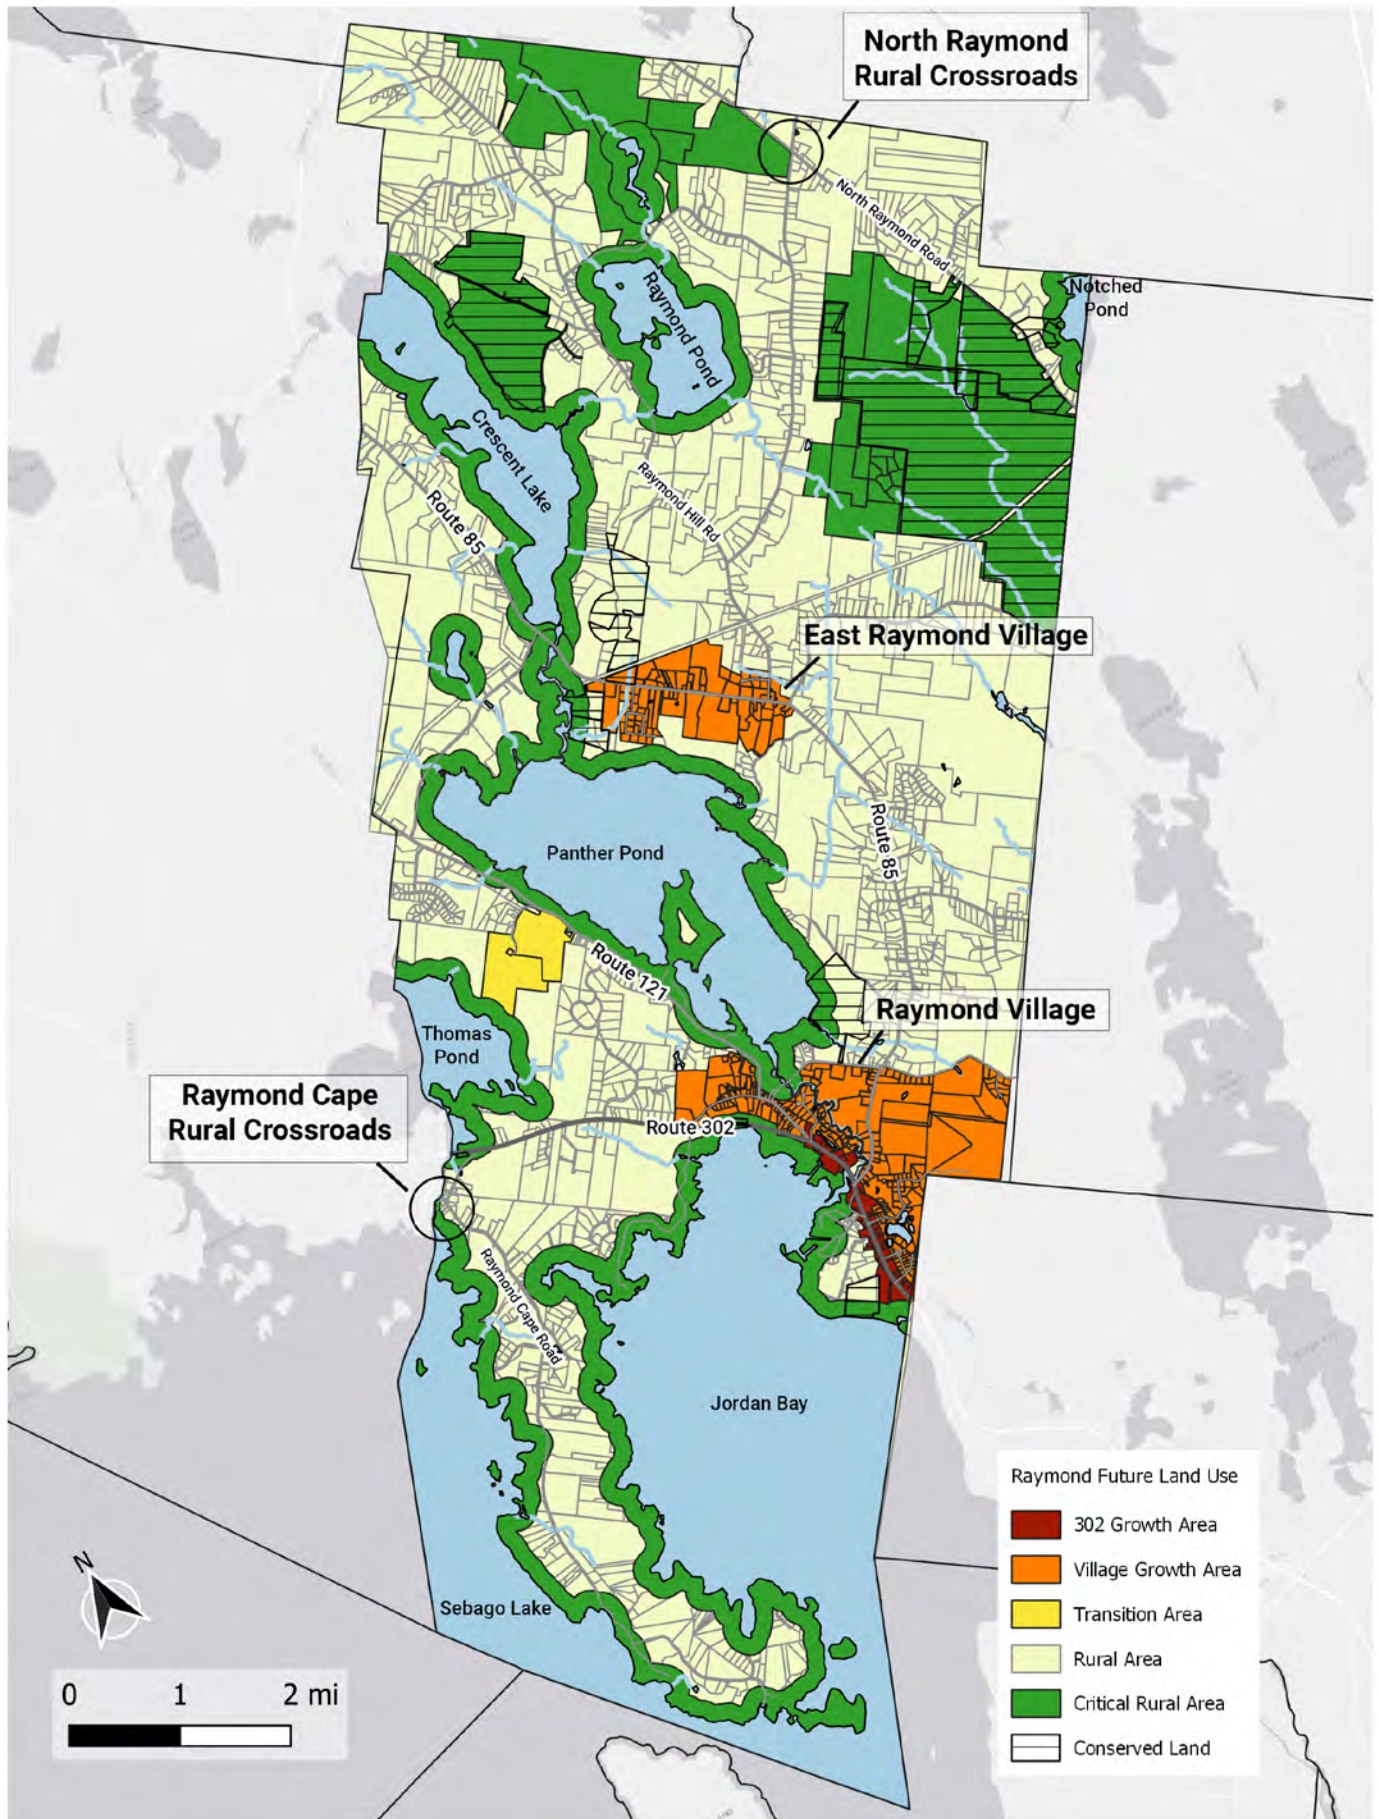 North Raymond
Rural Crossroads
North Raymond Road
Notched
Pond
Raymond Pond
Crescent Lake
Raymond Hill Rd
Route 85
East Raymond Village
Route 85
Panther Pond
Route 121
Raymond Village
Thomas
Pond
Raymond Cape
Rural Crossroads
Route 302
Raymond Cape Road
Jordan Bay
Sebago Lake
N
0 1 2 mi
Raymond Future Land Use
302 Growth Area
Village Growth Area
Transition Area
Rural Area
Critical Rural Area
Conserved Land